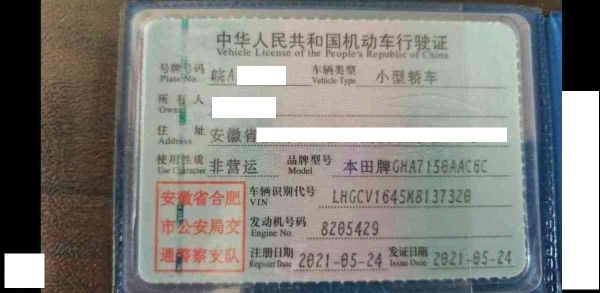 中华人民共和国机动车行驶证
Vehicle License of the People's Republic of China
号牌号码 皖A 车辆类型 小型轿车
Plate No. Vehicle Type
所有人
Owner
住址 安徽省
Address
使用性质 非营运 品牌型号 本田牌GHA7150AAC6C
Use Character Model
安徽省合肥 车辆识别代号 LHGCV1645M8137320
VIN
市公安局交 发动机号码 8205429
Engine No.
通警察支队 注册日期 2021-05-24 发证日期 2021-05-24
Register Date Issue Date